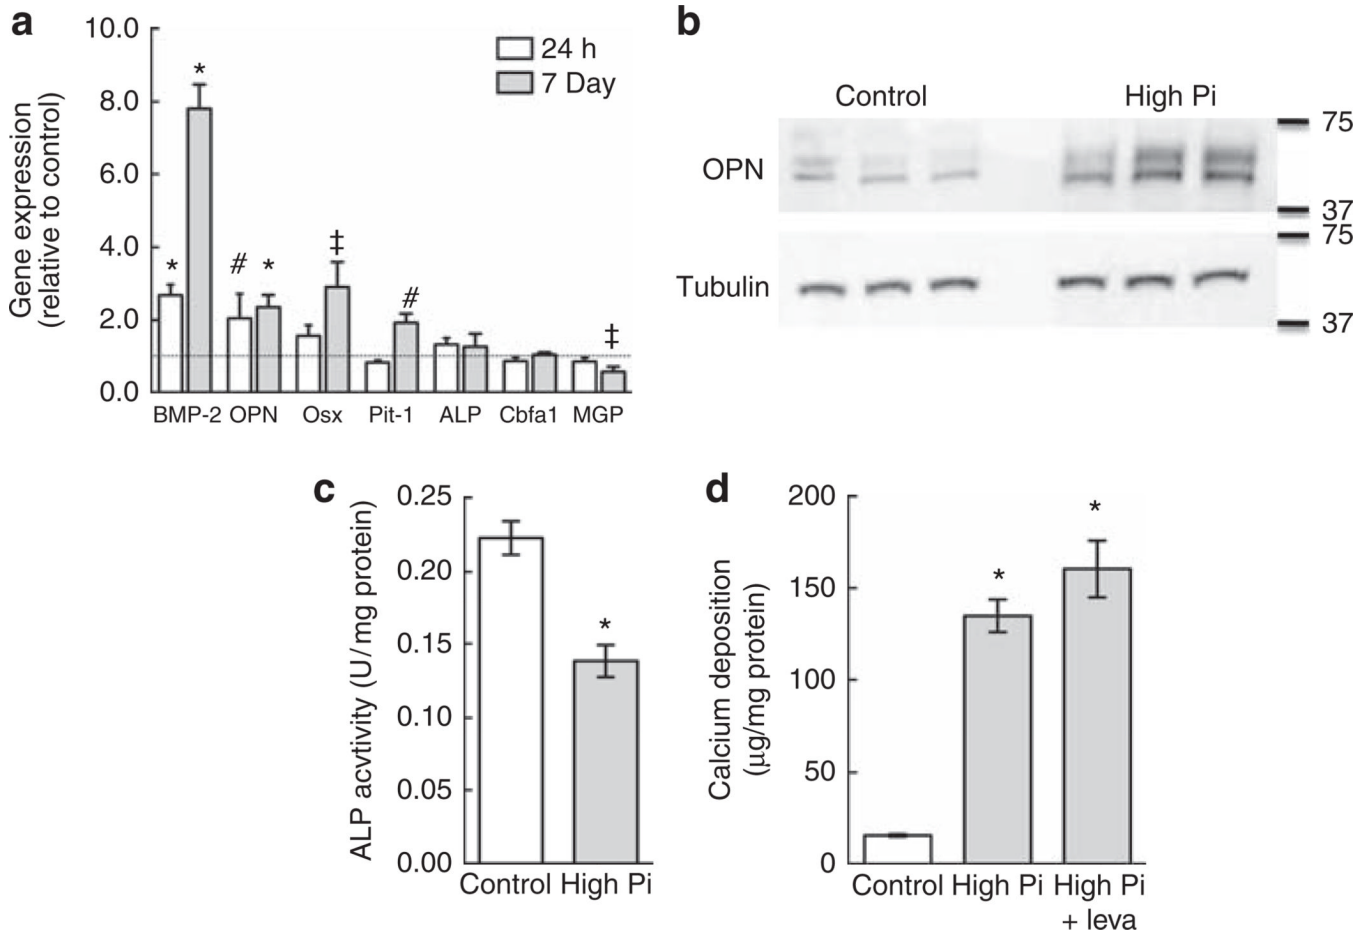 a
10.0
8.0
6.0
4.0
2.0
0.0
Gene expression
(relative to control)
24 h
7 Day
*
*
#
*
‡
#
‡
BMP-2 OPN Osx Pit-1 ALP Cbfa1 MGP
b
Control High Pi
OPN
Tubulin
75
37
75
37
c
0.25
0.20
0.15
0.10
0.05
0.00
ALP acvtivity (U/mg protein)
*
Control High Pi
d
200
150
100
50
0
Calcium deposition
(µg/mg protein)
*
*
Control High Pi High Pi
+ leva